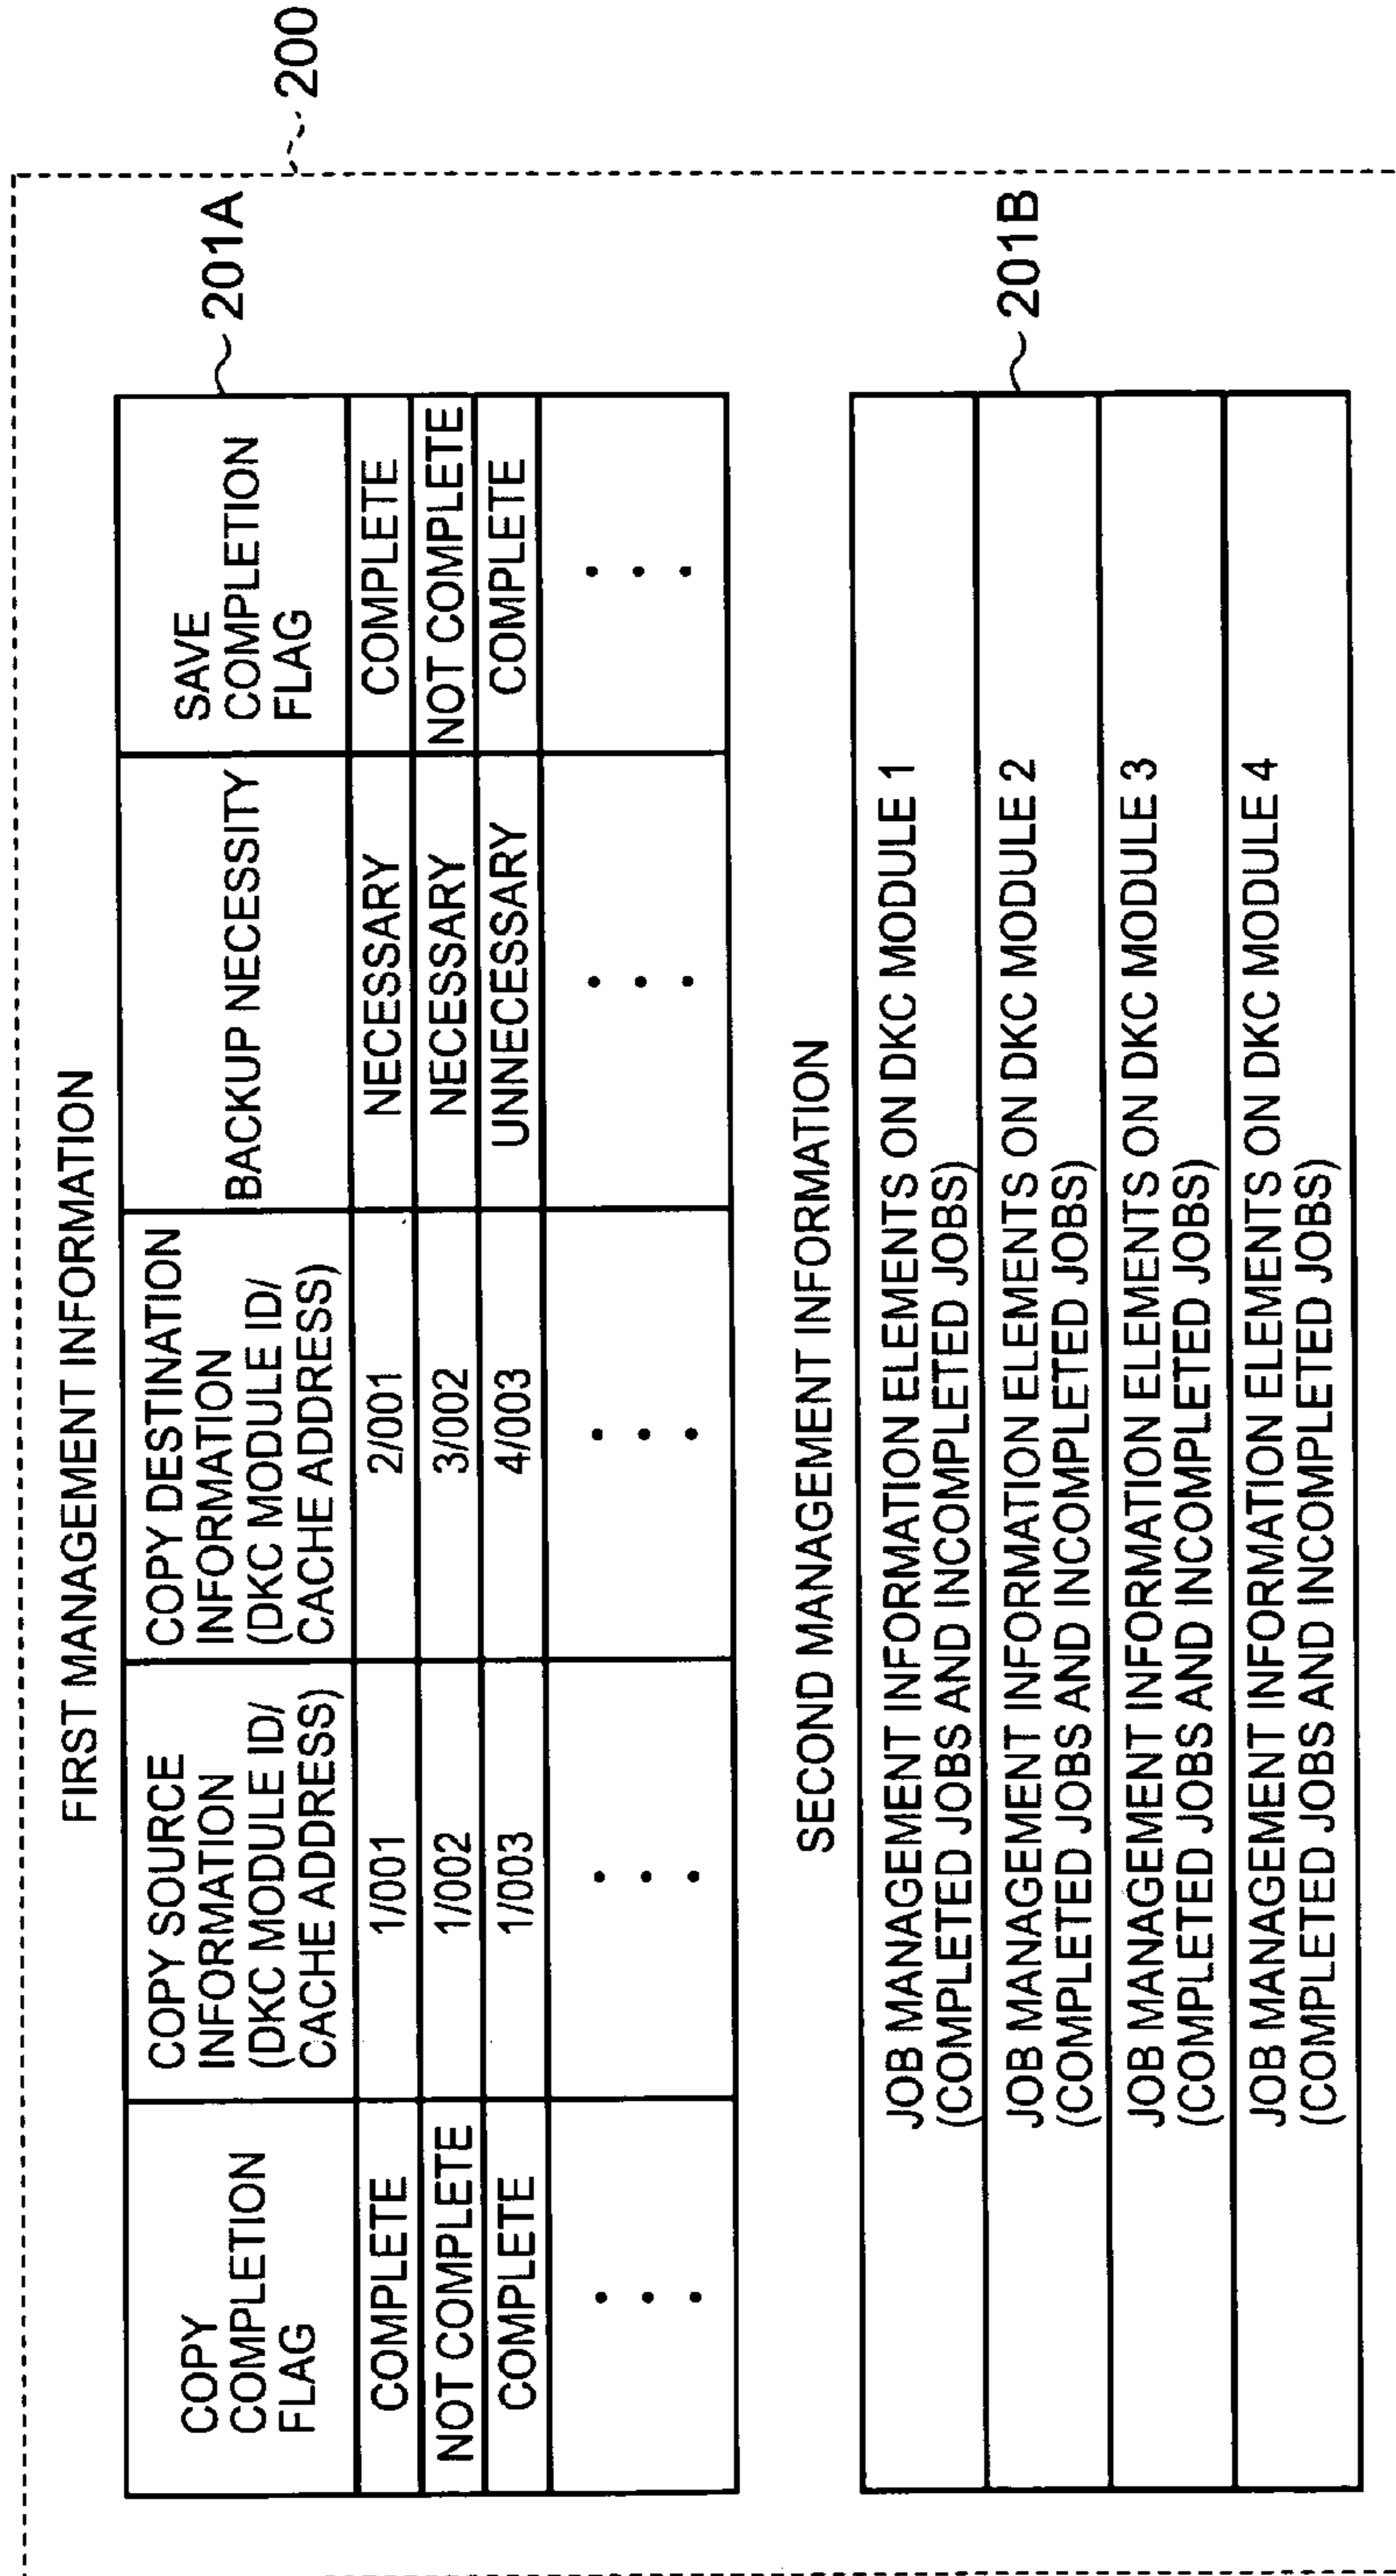 200
FIRST MANAGEMENT INFORMATION
201A
COPY
COMPLETION
FLAG
COPY SOURCE
INFORMATION
(DKC MODULE ID/
CACHE ADDRESS)
COPY DESTINATION
INFORMATION
(DKC MODULE ID/
CACHE ADDRESS)
BACKUP NECESSITY
SAVE
COMPLETION
FLAG
COMPLETE 1/001 2/001 NECESSARY COMPLETE
NOT COMPLETE 1/002 3/002 NECESSARY NOT COMPLETE
COMPLETE 1/003 4/003 UNNECESSARY COMPLETE
SECOND MANAGEMENT INFORMATION
201B
JOB MANAGEMENT INFORMATION ELEMENTS ON DKC MODULE 1
(COMPLETED JOBS AND INCOMPLETED JOBS)
JOB MANAGEMENT INFORMATION ELEMENTS ON DKC MODULE 2
(COMPLETED JOBS AND INCOMPLETED JOBS)
JOB MANAGEMENT INFORMATION ELEMENTS ON DKC MODULE 3
(COMPLETED JOBS AND INCOMPLETED JOBS)
JOB MANAGEMENT INFORMATION ELEMENTS ON DKC MODULE 4
(COMPLETED JOBS AND INCOMPLETED JOBS)